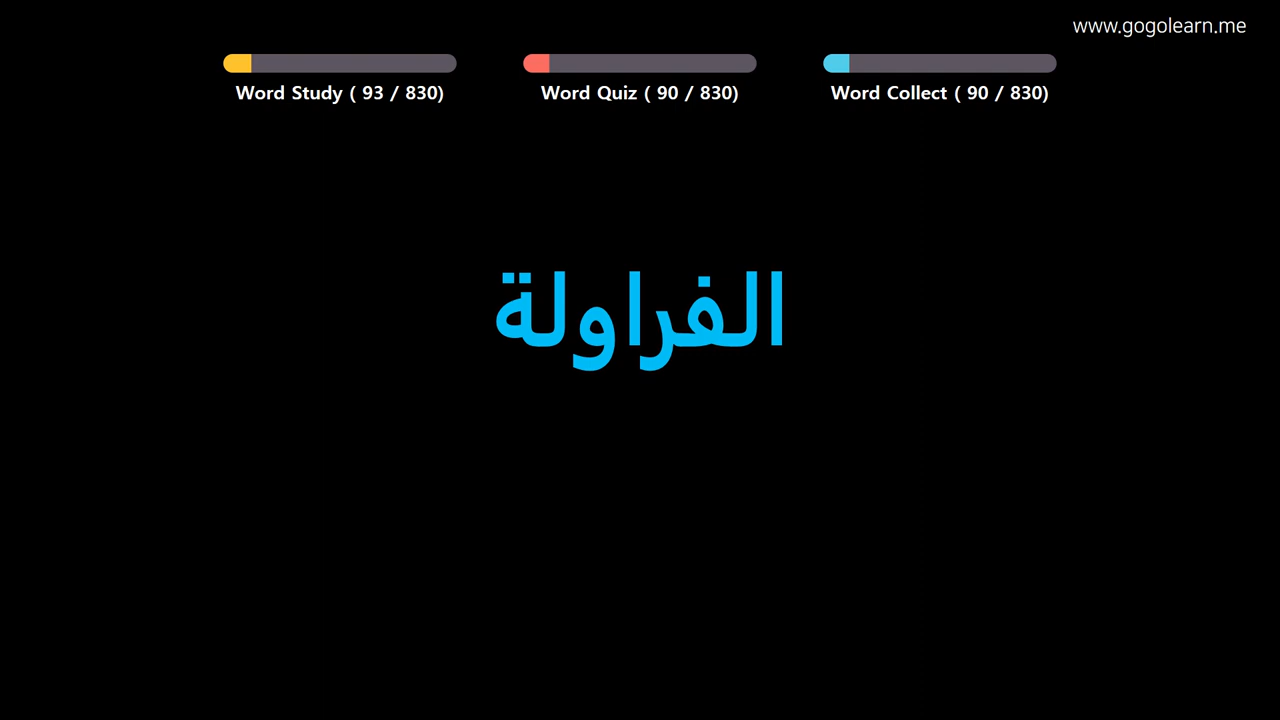 www.gogolearn.me
Word Study ( 93 / 830)
Word Quiz ( 90 / 830)
Word Collect ( 90 / 830)
الفراولة